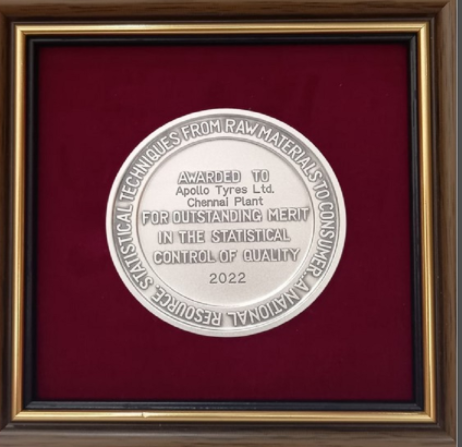 STATISTICAL TECHNIQUES FROM RAW MATERIALS TO CONSUMER...A NATIONAL RESOURCE.
AWARDED TO
Apollo Tyres Ltd.
Chennai Plant
FOR OUTSTANDING MERIT
IN THE STATISTICAL
CONTROL OF QUALITY
2022